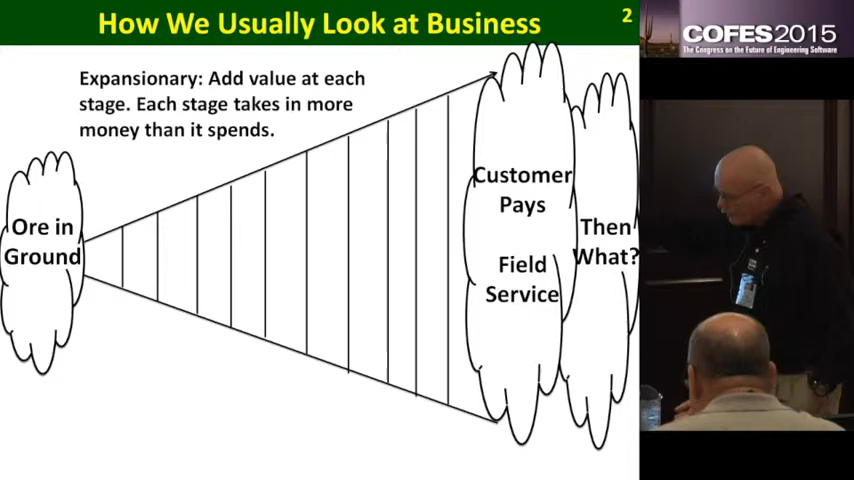 How We Usually Look at Business
2
Expansionary: Add value at each
stage. Each stage takes in more
money than it spends.
Ore in
Ground
Customer
Pays
Field
Service
Then
What?
COFES2015
The Congress on the Future of Engineering Software